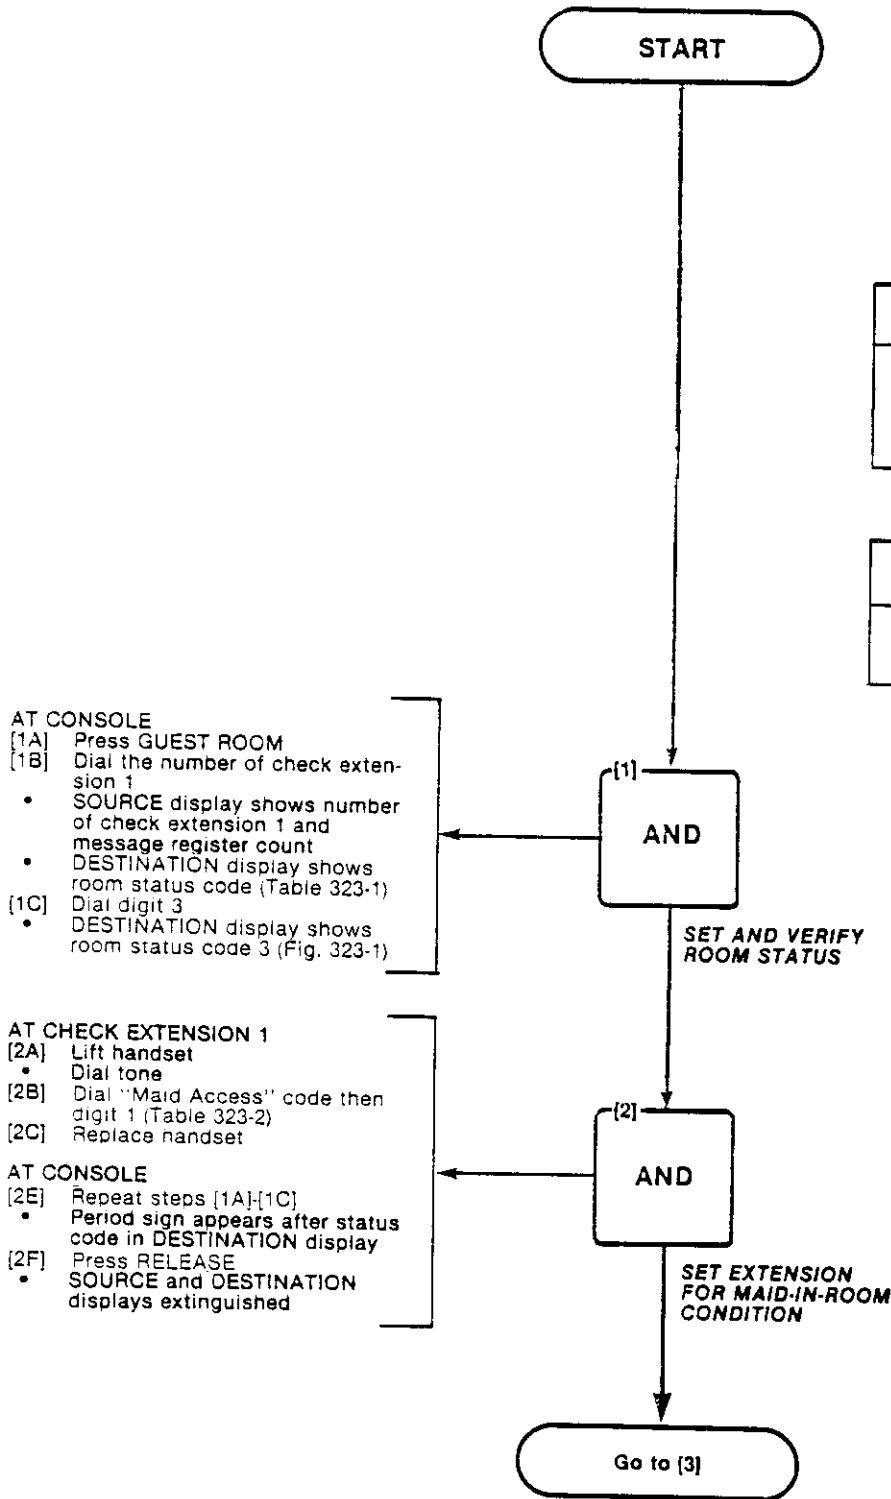 START
AT CONSOLE
[1A] Press GUEST ROOM
[1B] Dial the number of check exten-
sion 1
• SOURCE display shows number
of check extension 1 and
message register count
• DESTINATION display shows
room status code (Table 323-1)
[1C] Dial digit 3
• DESTINATION display shows
room status code 3 (Fig. 323-1)
[1]
AND
SET AND VERIFY
ROOM STATUS
AT CHECK EXTENSION 1
[2A] Lift handset
• Dial tone
[2B] Dial "Maid Access" code then
digit 1 (Table 323-2)
[2C] Replace handset
AT CONSOLE
[2E] Repeat steps [1A]-[1C]
• Period sign appears after status
code in DESTINATION display
[2F] Press RELEASE
• SOURCE and DESTINATION
displays extinguished
[2]
AND
SET EXTENSION
FOR MAID-IN-ROOM
CONDITION
Go to [3]